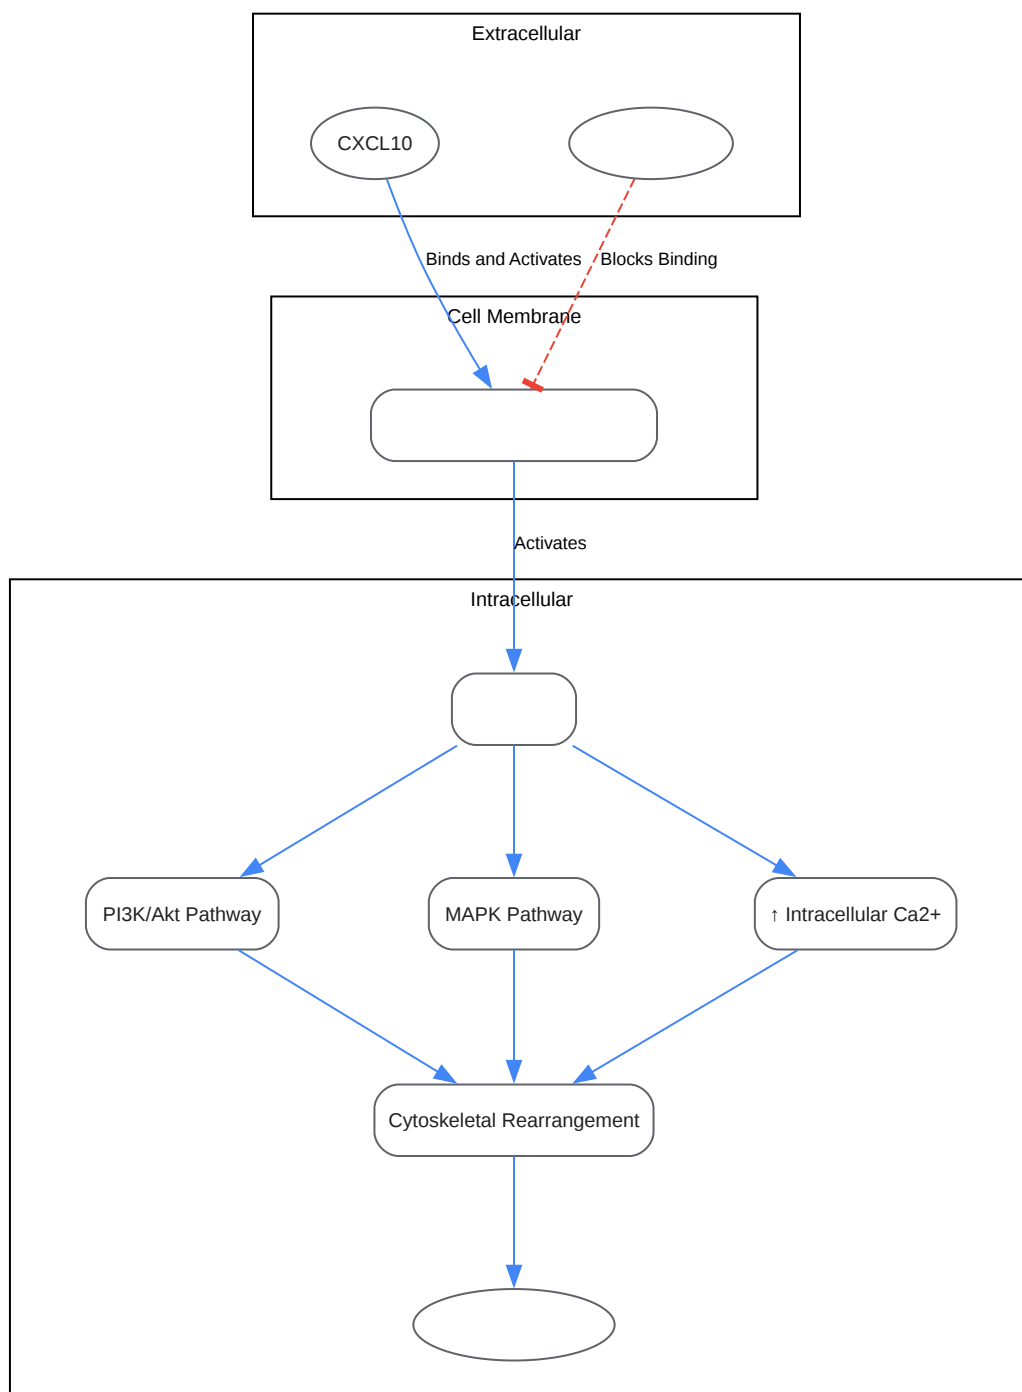 Extracellular
CXCL10
Binds and Activates
Blocks Binding
Cell Membrane
Activates
Intracellular
PI3K/Akt Pathway
MAPK Pathway
↑ Intracellular Ca2+
Cytoskeletal Rearrangement